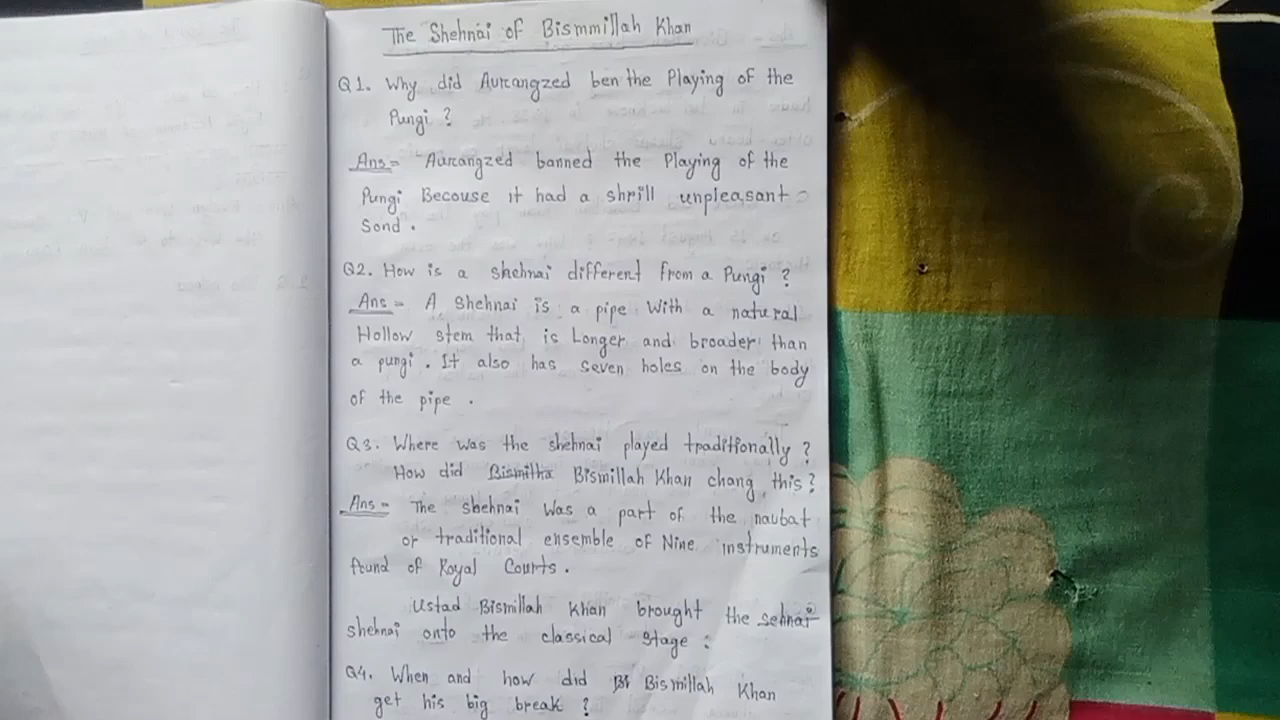 The Shehnai of Bismmillah Khan
Q1. Why did Aurcangzed ben the Playing of the
Pungi ?
Ans = Aurcangzed banned the Playing of the
Pungi Becouse it had a shrill unpleasant
Sond .
Q2. How is a shehnai different from a Pungi ?
Ans = A Shehnai is a pipe With a natural
Hollow stem that is Longer and broader than
a pungi . It also has seven holes on the body
of the pipe .
Q3. Where was the shehnai played traditionally ?
How did Bismitha Bismillah Khan chang this ?
Ans = The shehnai Was a part of the naubat
or traditional ensemble of Nine instruments
found of Royal Courts .
Ustad Bismillah Khan brought the sehnai
shehnai onto the classical Stage :
Q4. When and how did Bi Bismillah Khan
get his big break ?